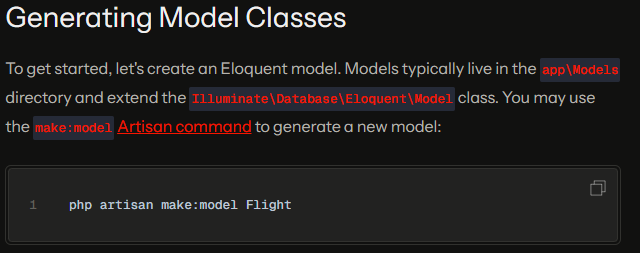 Generating Model Classes
To get started, let's create an Eloquent model. Models typically live in the app\Models
directory and extend the Illuminate\Database\Eloquent\Model class. You may use
the make:model Artisan command to generate a new model:
1 php artisan make:model Flight